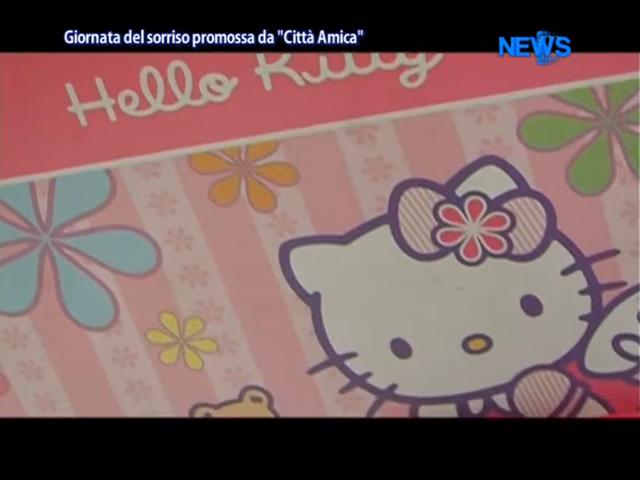 Giornata del sorriso promossa da "Città Amica"
NEWS
Hello Kitty